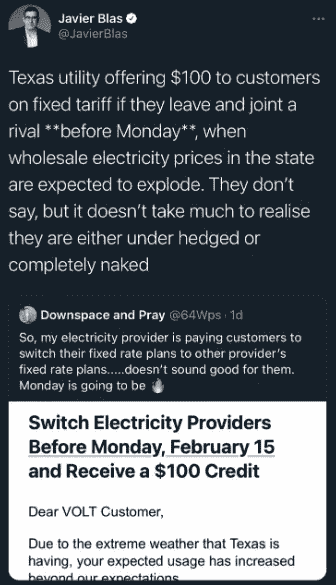 Javier Blas
@JavierBlas
Texas utility offering $100 to customers
on fixed tariff if they leave and joint a
rival **before Monday**, when
wholesale electricity prices in the state
are expected to explode. They don't
say, but it doesn't take much to realise
they are either under hedged or
completely naked
Downspace and Pray @64Wps · 1d
So, my electricity provider is paying customers to
switch their fixed rate plans to other provider's
fixed rate plans.....doesn't sound good for them.
Monday is going to be
Switch Electricity Providers
Before Monday, February 15
and Receive a $100 Credit
Dear VOLT Customer,
Due to the extreme weather that Texas is
having, your expected usage has increased
beyond our expectations